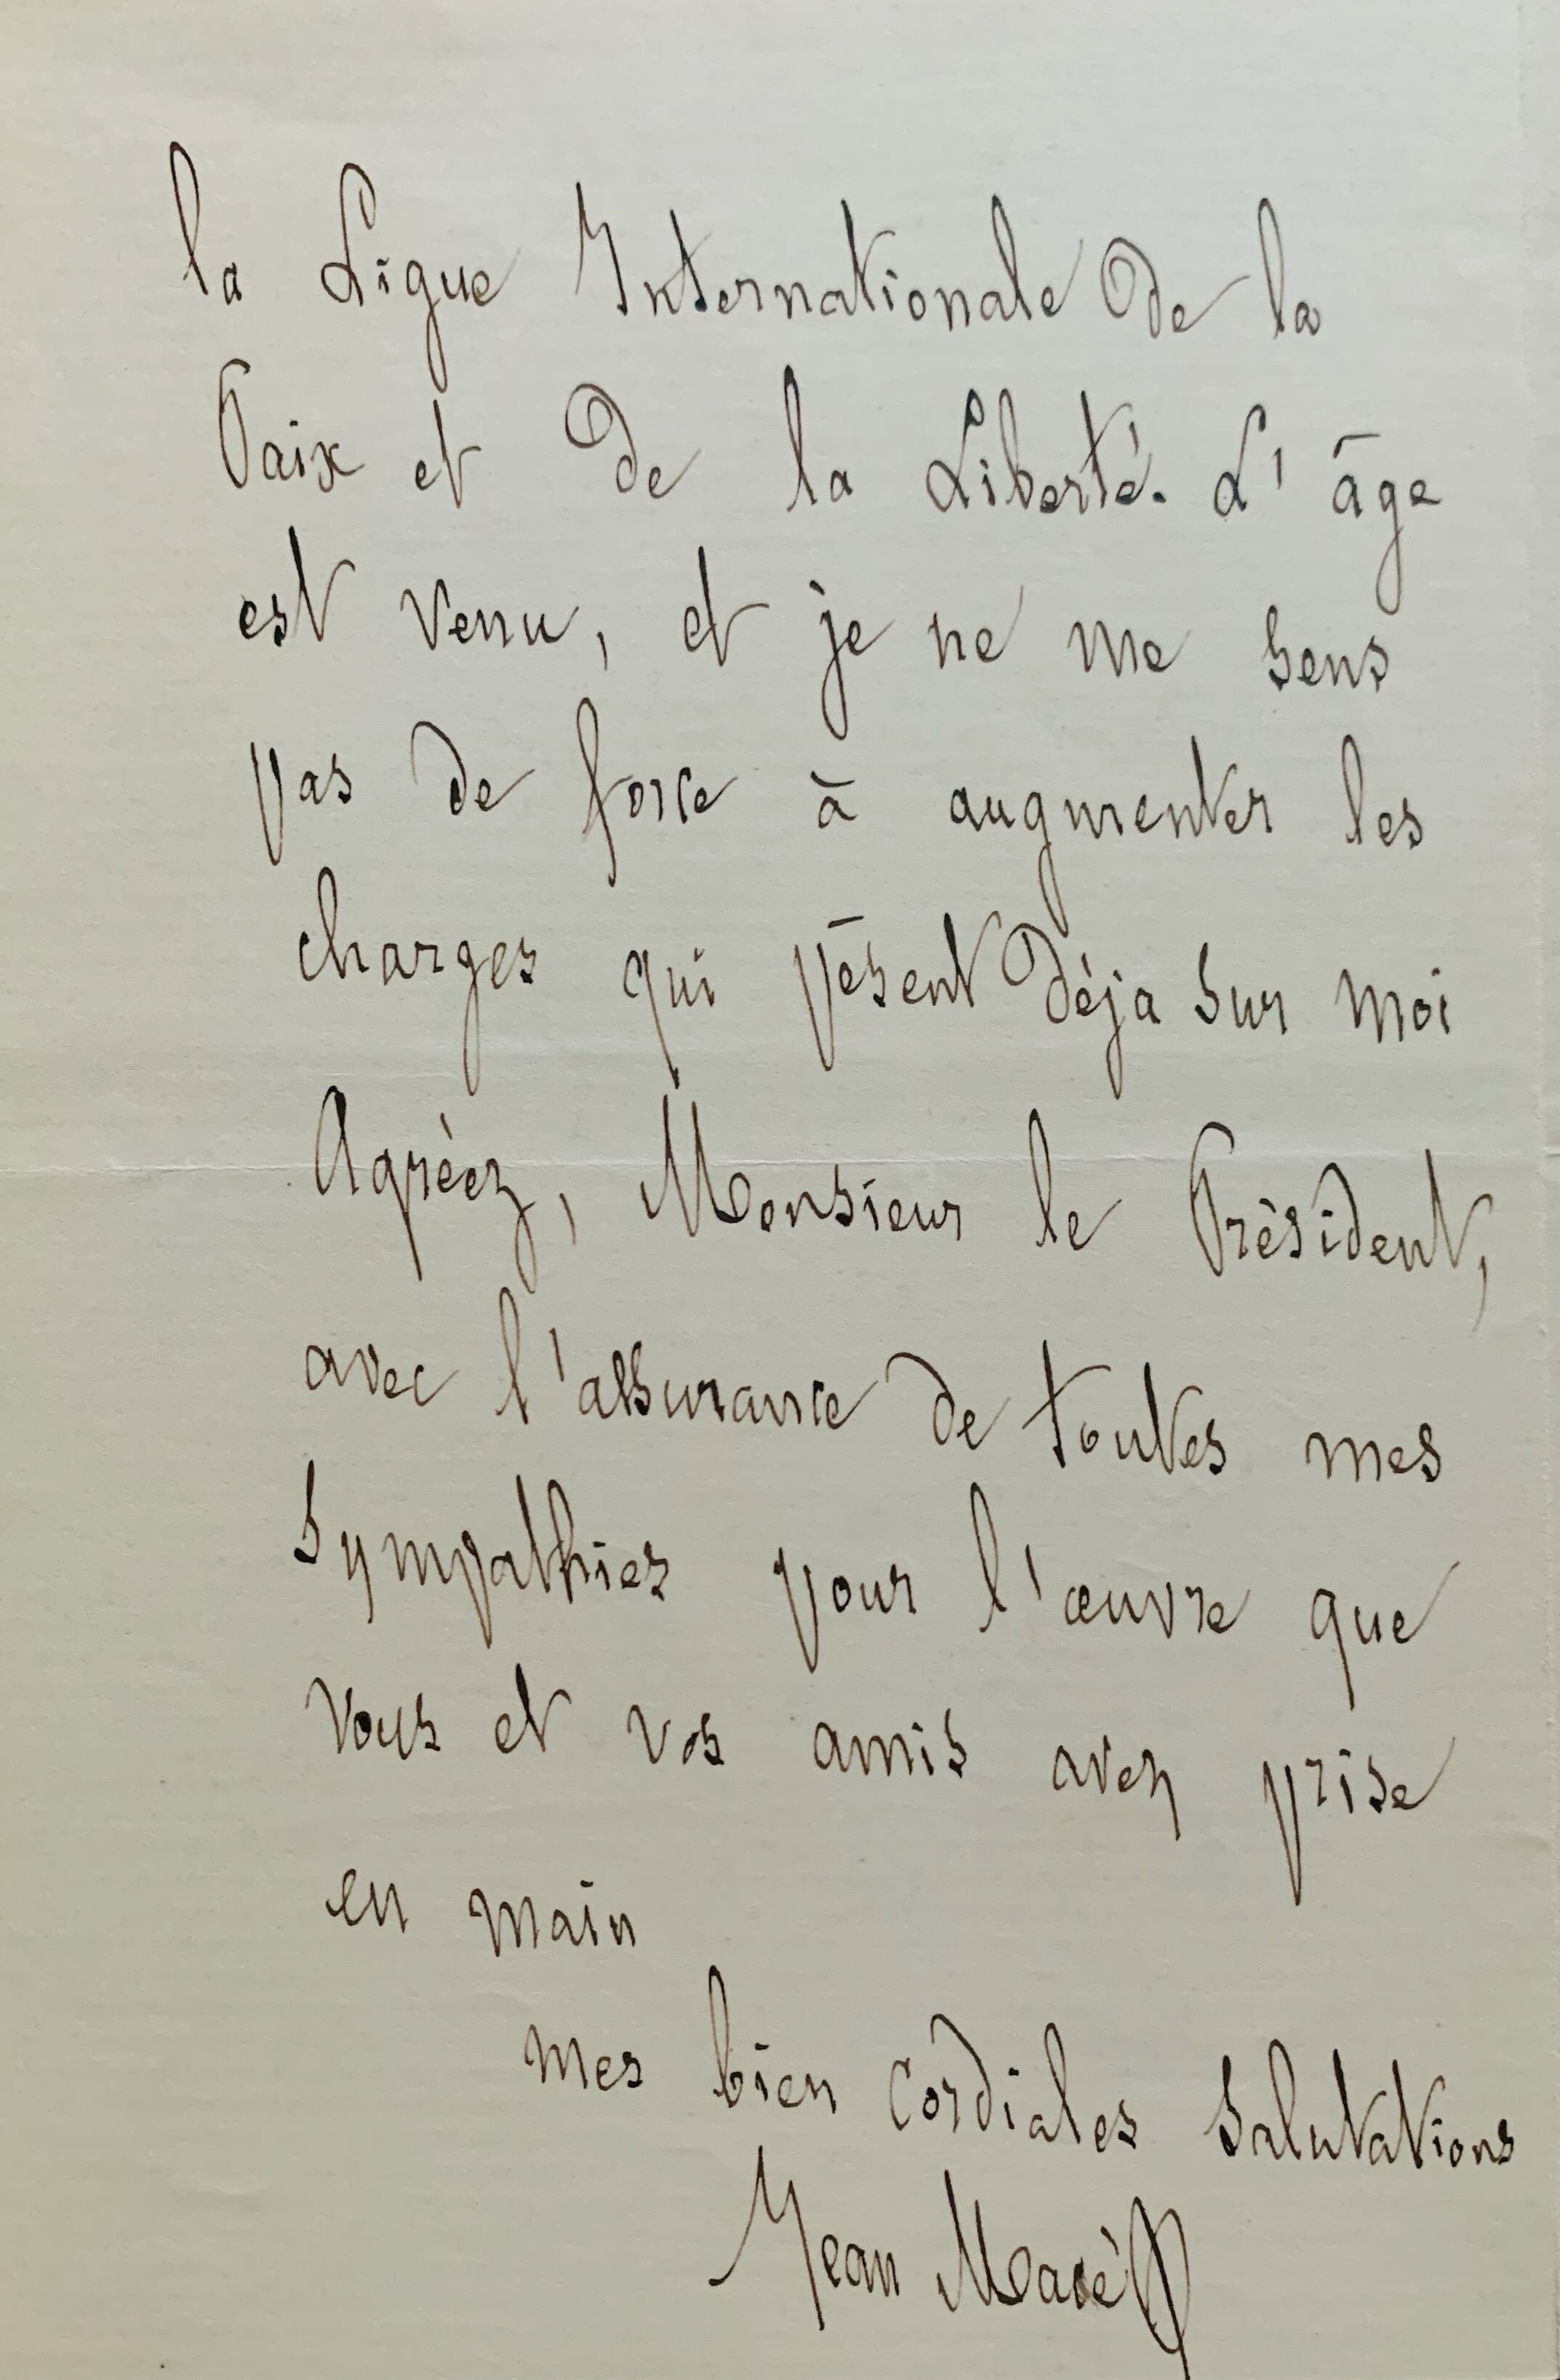 la Ligue Internationale de la
Paix et de la Liberté. L'âge
est venu, et je ne me sens
pas de force à augmenter les
charges qui pèsent déja sur moi
Agréez, Monsieur le Président,
avec l'assurance de toutes mes
sympathies pour l'œuvre que
vous et vos amis avez prise
en main
mes bien cordiales salutations
Jean Macé